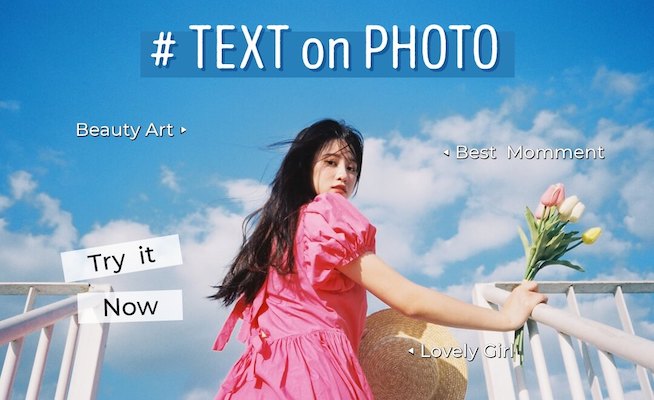 # TEXT on PHOTO
Beauty Art
Best Momment
Try it
Now
Lovely Girl